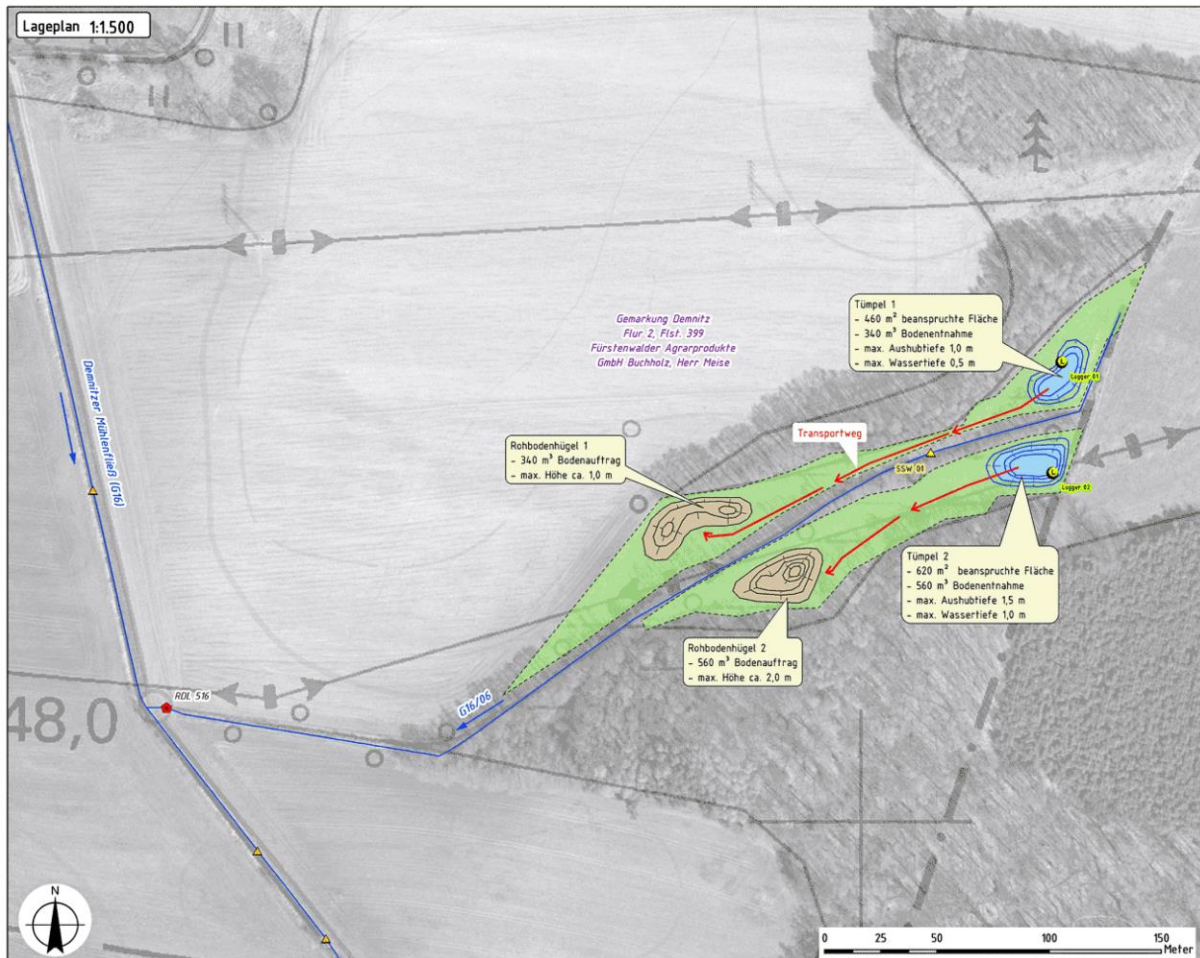 Lageplan 1:1.500
Gemarkung Demnitz
Flur 2, Flst. 399
Fürstenwalder Agrarprodukte
GmbH Buchholz, Herr Meise
Tümpel 1
- 460 m² beanspruchte Fläche
- 340 m³ Bodenentnahme
- max. Aushubtiefe 1,0 m
- max. Wassertiefe 0,5 m
Logger 01
Demnitzer Mühlenfließ (G16)
Transportweg
Rohbodenhügel 1
- 340 m³ Bodenauftrag
- max. Höhe ca. 1,0 m
SSW 01
Logger 02
Tümpel 2
- 620 m² beanspruchte Fläche
- 560 m³ Bodenentnahme
- max. Aushubtiefe 1,5 m
- max. Wassertiefe 1,0 m
Rohbodenhügel 2
- 560 m³ Bodenauftrag
- max. Höhe ca. 2,0 m
RDL 516
G16/06
48,0
N
0 25 50 100 150
Meter